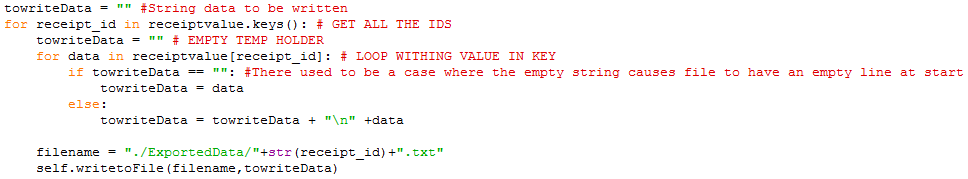 towriteData = "" #String data to be written
for receipt_id in receiptvalue.keys(): # GET ALL THE IDS
    towriteData = "" # EMPTY TEMP HOLDER
    for data in receiptvalue[receipt_id]: # LOOP WITHING VALUE IN KEY
        if towriteData == "": #There used to be a case where the empty string causes file to have an empty line at start
            towriteData = data
        else:
            towriteData = towriteData + "\n" +data

    filename = "./ExportedData/"+str(receipt_id)+".txt"
    self.writetoFile(filename,towriteData)